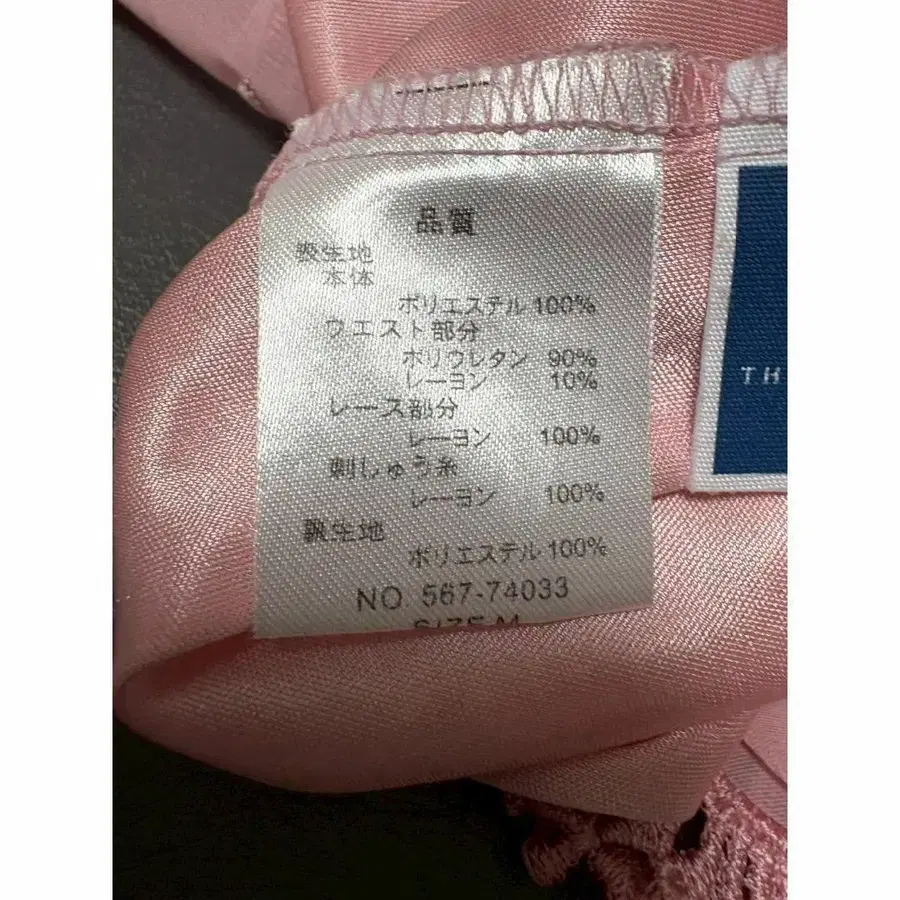 品質
表生地
本体
ポリエステル 100%
ウエスト部分
ポリウレタン 90%
レーヨン 10%
レース部分
レーヨン 100%
刺しゅう糸
レーヨン 100%
裏生地
ポリエステル 100%
NO. 567-74033
SIZE M
TH